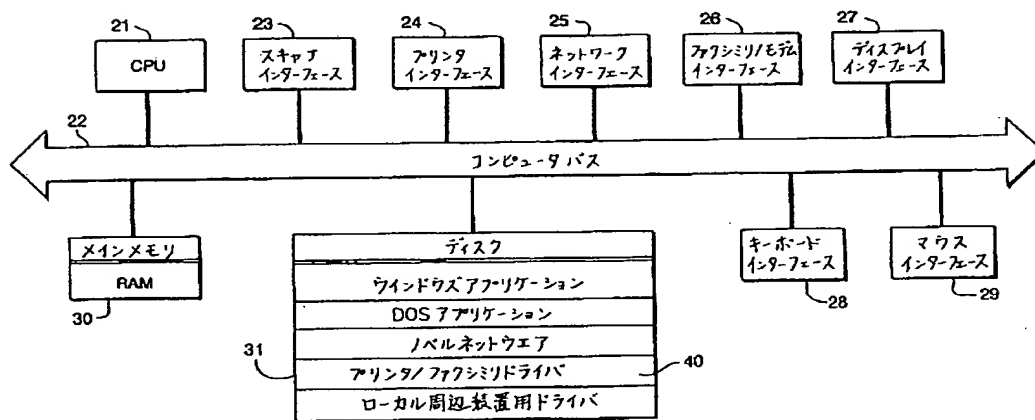 21
23
24
25
26
27
CPU
スキャナ
インターフェース
プリンタ
インターフェース
ネットワーク
インターフェース
ファクシミリ/モデム
インターフェース
ディスプレイ
インターフェース
22
コンピュータバス
メインメモリ
RAM
30
ディスク
ウインドウズアプリケーション
DOS アプリケーション
ノベルネットウエア
プリンタ/ファクシミリドライバ
ローカル周辺装置用ドライバ
31
40
キーボード
インターフェース
28
マウス
インターフェース
29